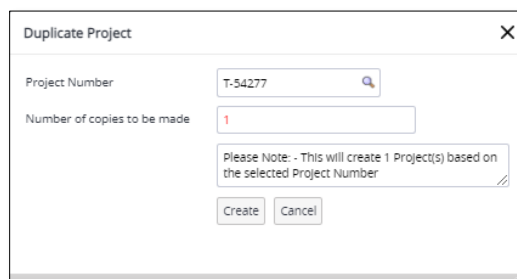 Duplicate Project
Project Number
T-54277
Number of copies to be made
1
Please Note: - This will create 1 Project(s) based on
the selected Project Number
Create
Cancel